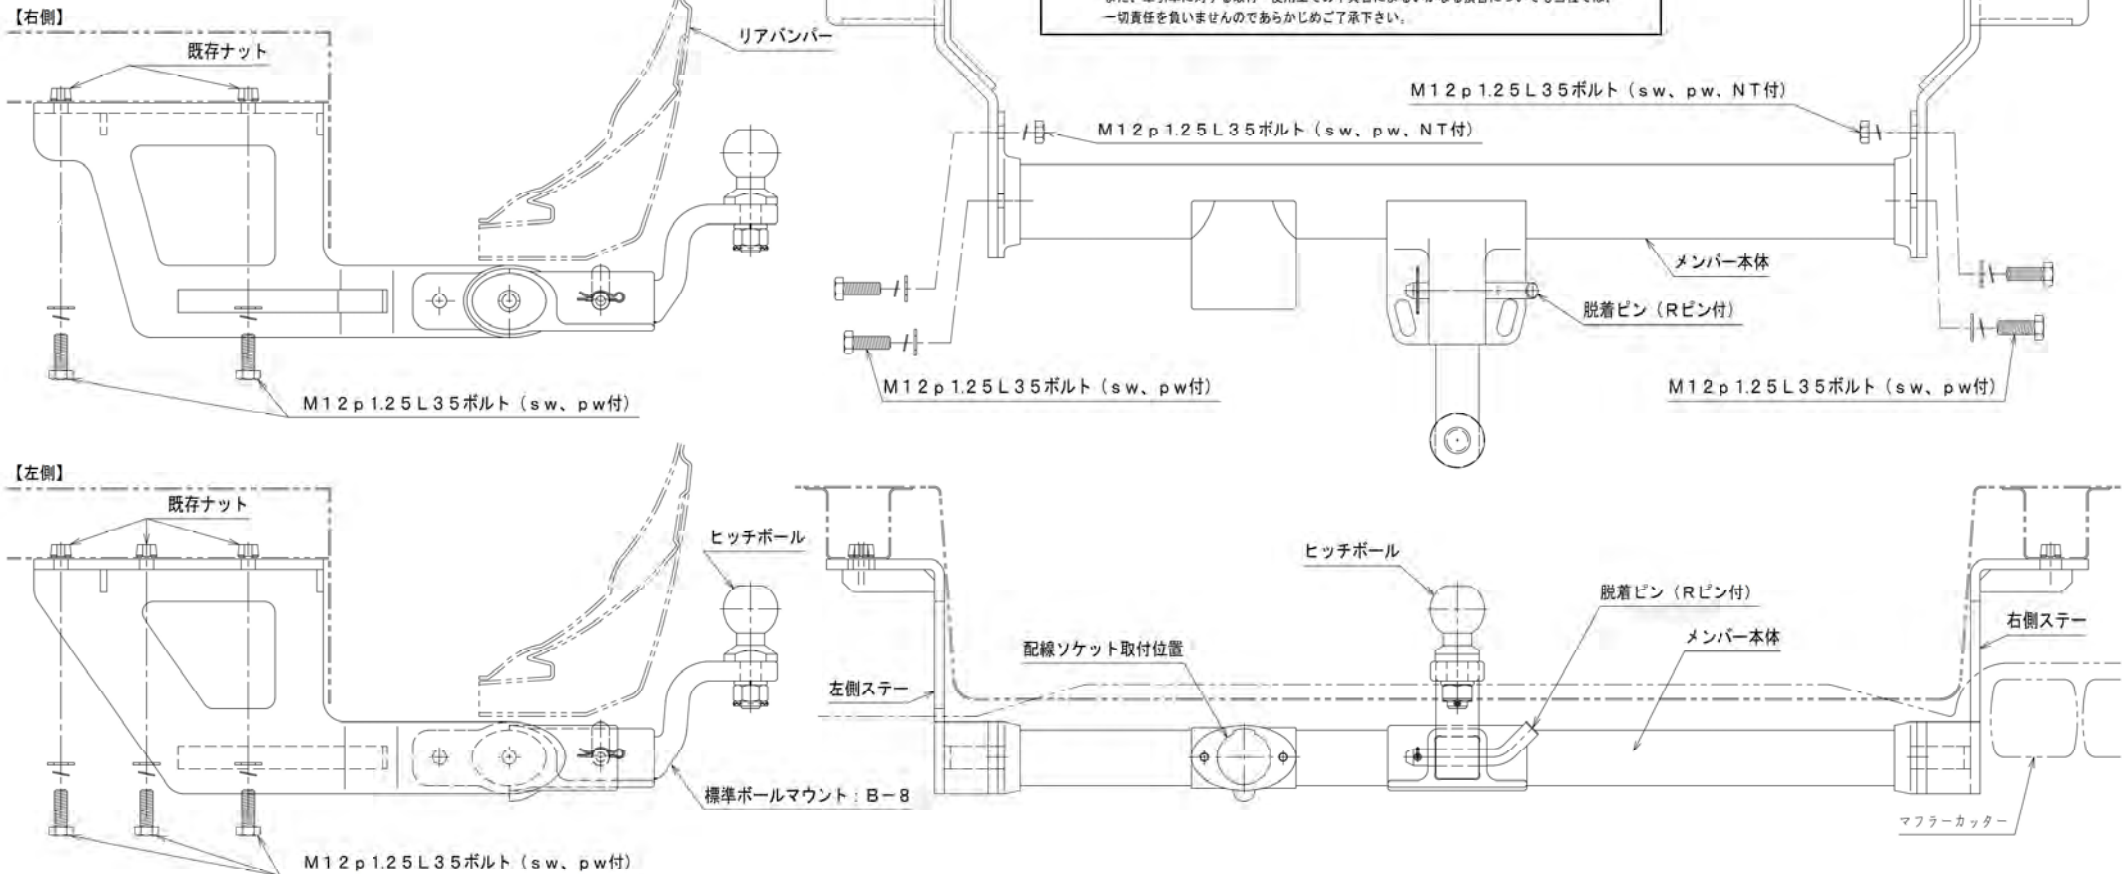 一切責任を負いませんのであらかじめご了承下さい。
【右側】
既存ナット
リアバンパー
M12p1.25L35ボルト（sw、pw、NT付）
M12p1.25L35ボルト（sw、pw、NT付）
メンバー本体
脱着ピン（Rピン付）
M12p1.25L35ボルト（sw、pw付）
M12p1.25L35ボルト（sw、pw付）
M12p1.25L35ボルト（sw、pw付）
【左側】
既存ナット
ヒッチボール
ヒッチボール
脱着ピン（Rピン付）
右側ステー
メンバー本体
配線ソケット取付位置
左側ステー
標準ボールマウント：B－8
マフラーカッター
M12p1.25L35ボルト（sw、pw付）